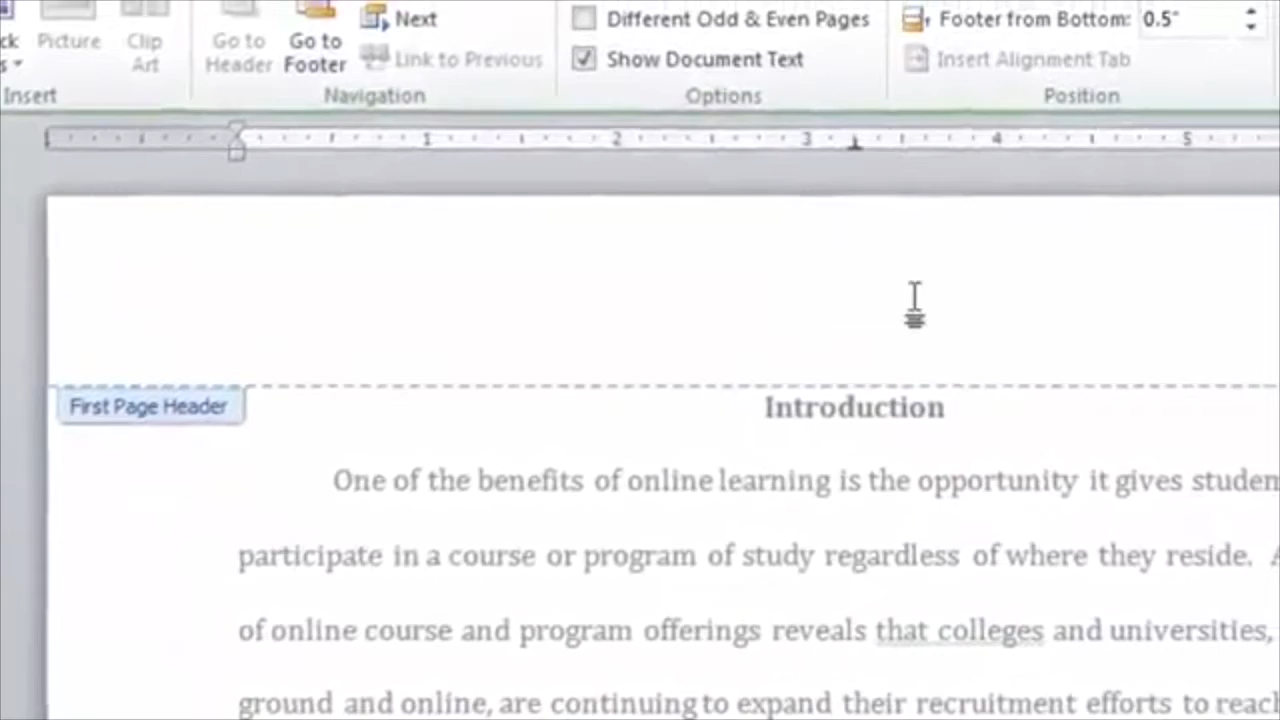 Next
Different Odd & Even Pages
Footer from Bottom: 0.5"
Picture
Clip Art
Go to Header
Go to Footer
Link to Previous
Show Document Text
Insert Alignment Tab
Insert
Navigation
Options
Position
1 2 3 4 5
First Page Header
Introduction
One of the benefits of online learning is the opportunity it gives
participate in a course or program of study regardless of where they reside.
of online course and program offerings reveals that colleges and universities,
ground and online, are continuing to expand their recruitment efforts to